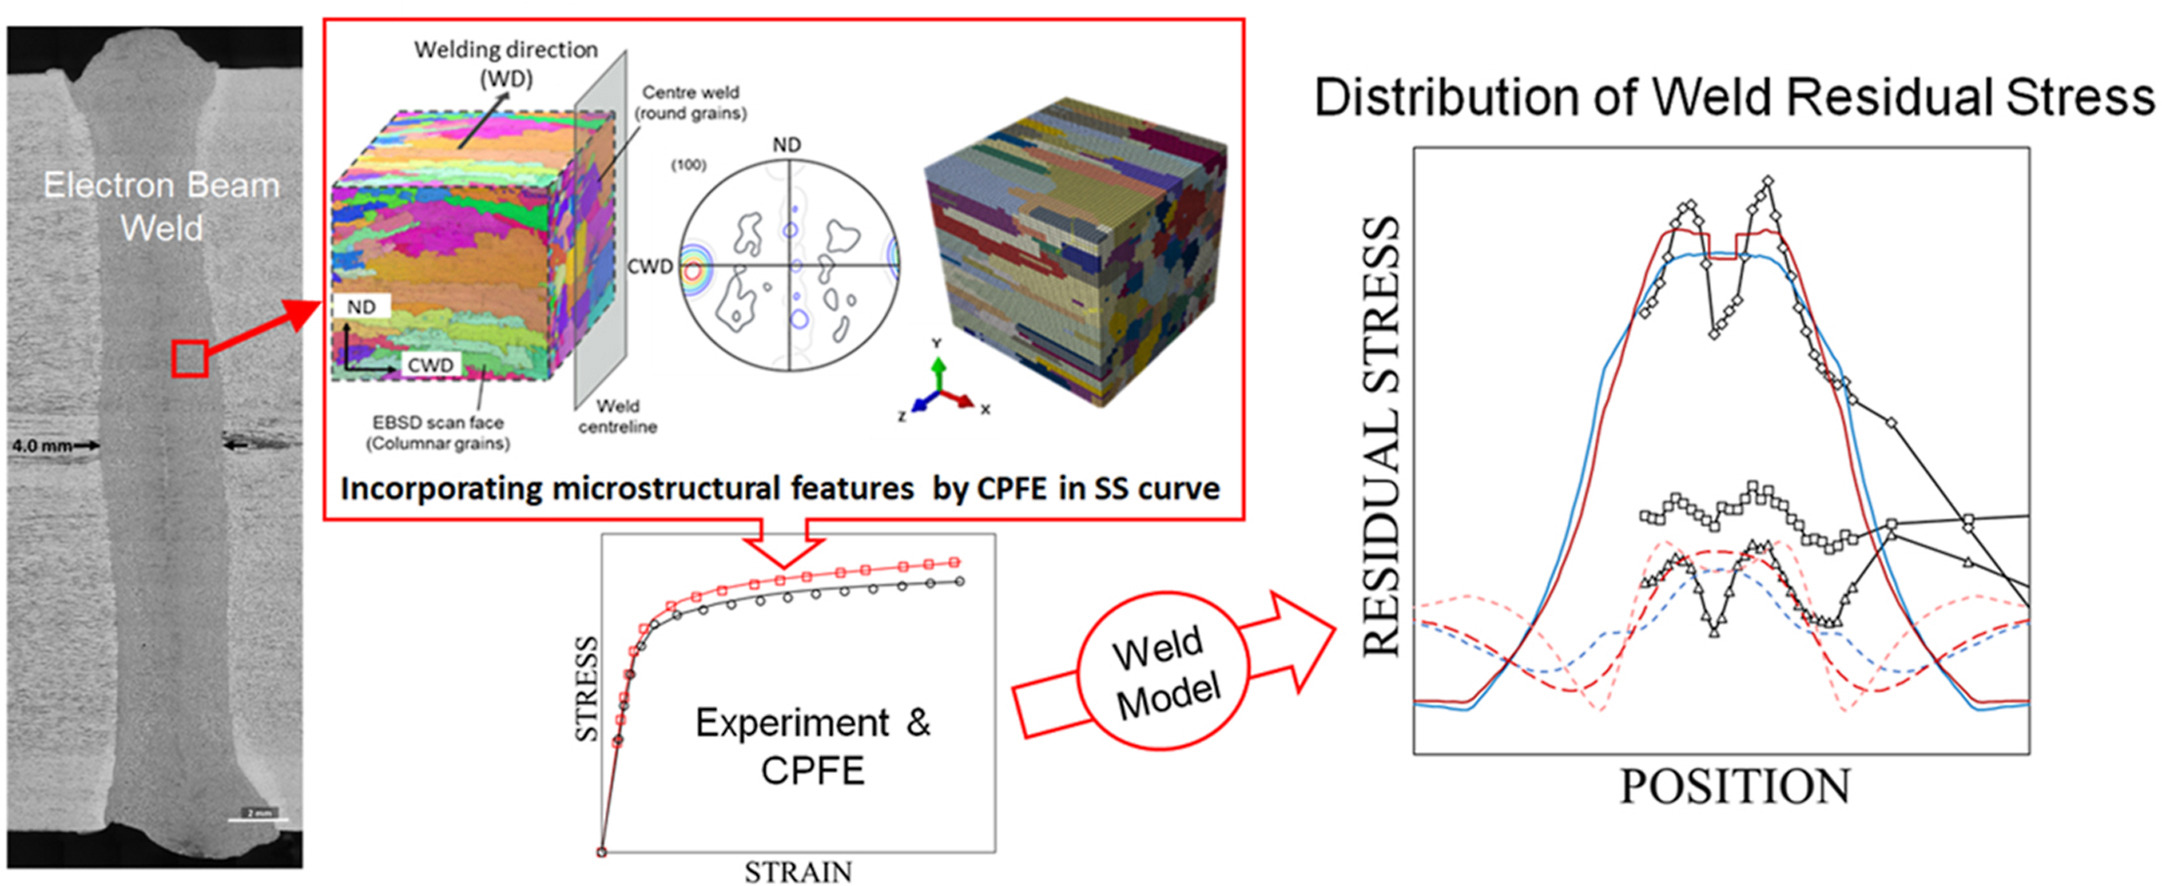 Electron Beam
Weld
4.0 mm
2 mm
Welding direction
(WD)
Centre weld
(round grains)
ND
CWD
EBSD scan face
(Columnar grains)
Weld
centreline
(100)
ND
CWD
Y
Z
X
Incorporating microstructural features by CPFE in SS curve
STRESS
Experiment &
CPFE
STRAIN
Weld
Model
Distribution of Weld Residual Stress
RESIDUAL STRESS
POSITION